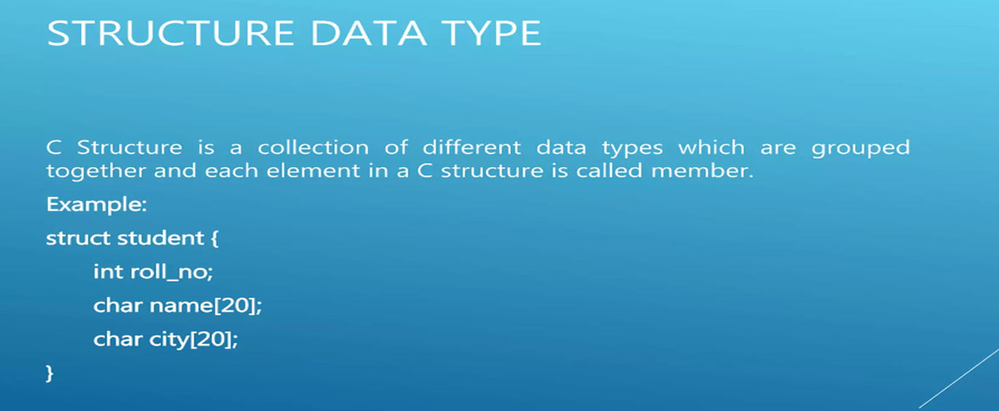 STRUCTURE DATA TYPE
C Structure is a collection of different data types which are grouped
together and each element in a C structure is called member.
Example:
struct student {
int roll_no;
char name[20];
char city[20];
}